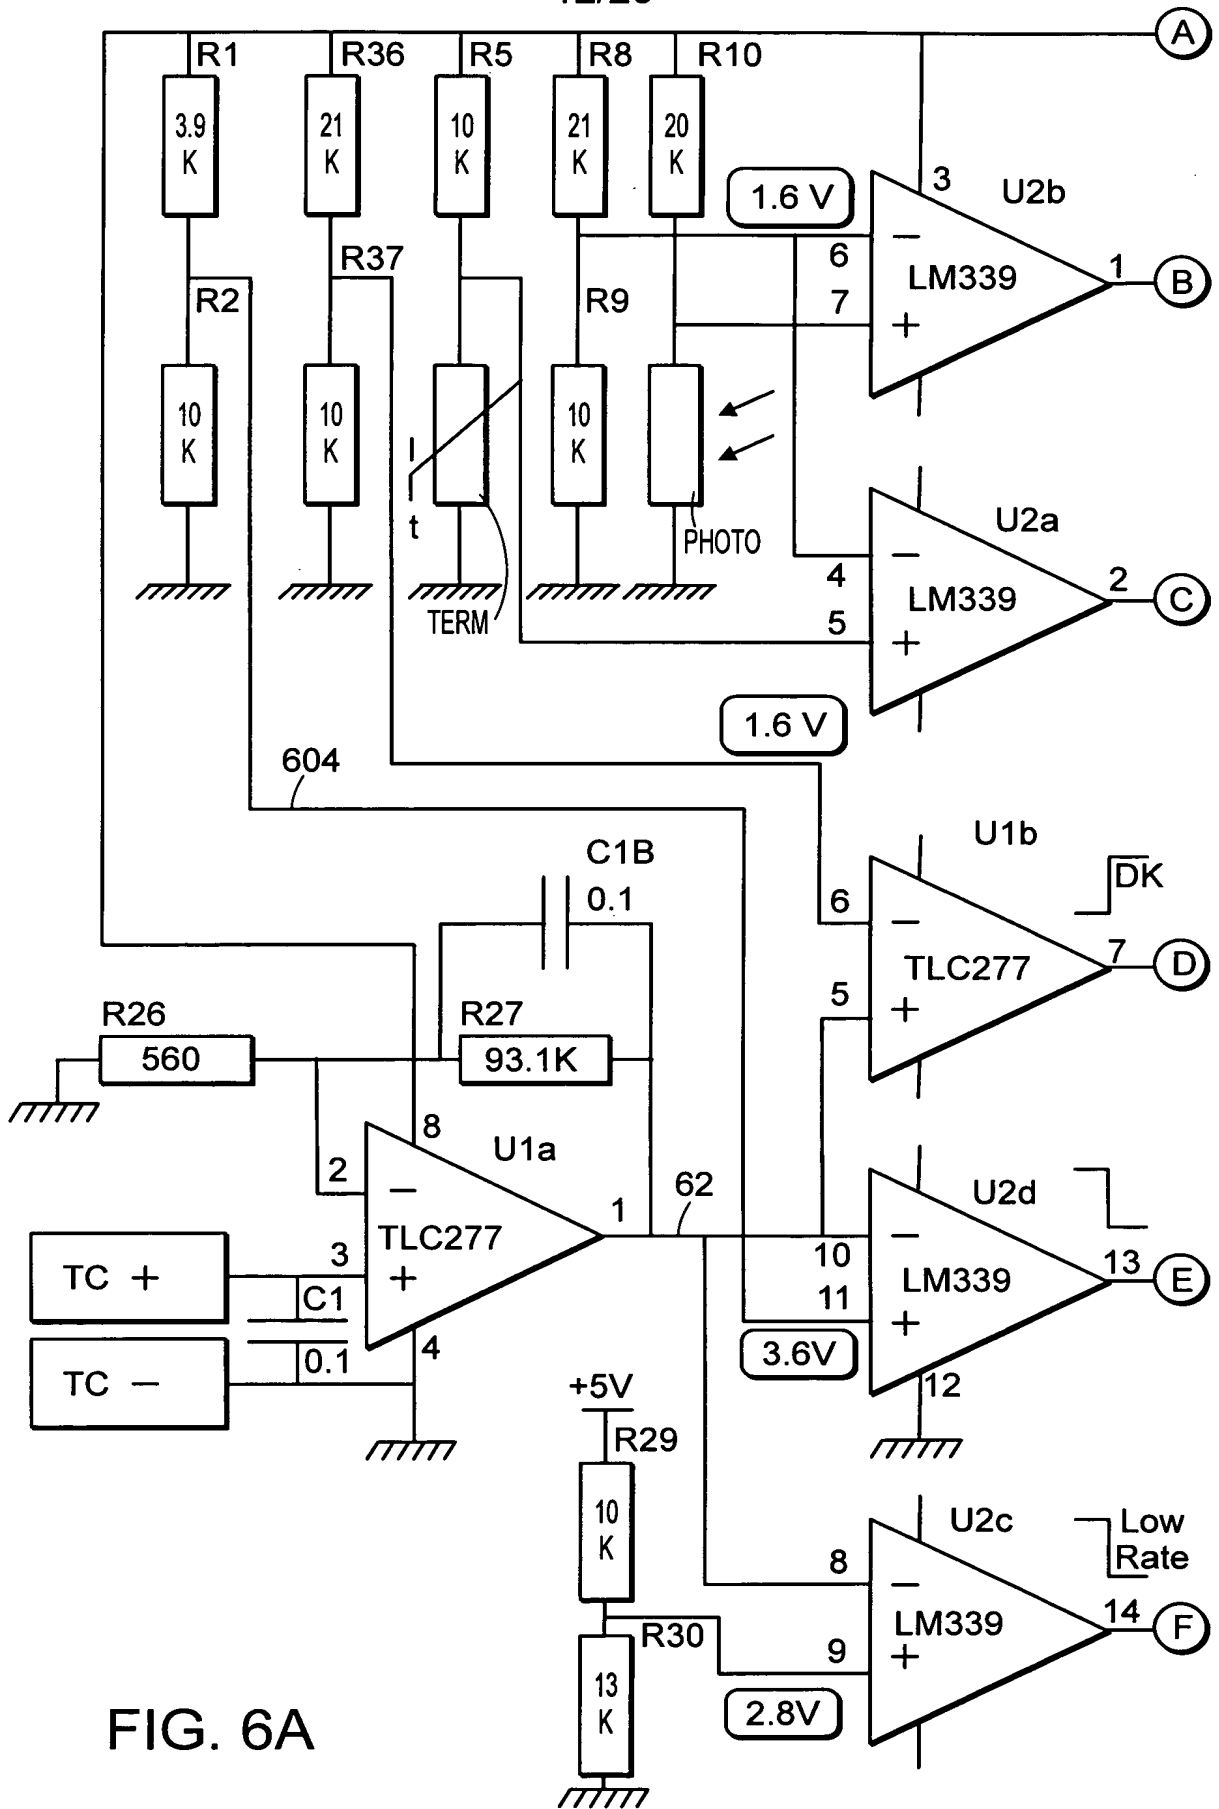 A
R1
R36
R5
R8
R10
3.9
K
21
K
10
K
21
K
20
K
1.6 V
3
U2b
6
LM339
7
1
B
R37
R2
R9
10
K
10
K
t
10
K
PHOTO
TERM
U2a
4
LM339
5
2
C
1.6 V
604
U1b
DK
C1B
0.1
6
TLC277
5
7
D
R26
560
R27
93.1K
8
U1a
2
TLC277
3
1
62
TC +
C1
0.1
TC −
4
U2d
10
LM339
11
13
E
3.6V
12
+5V
R29
10
K
R30
13
K
U2c
Low
Rate
8
LM339
9
14
F
2.8V
FIG. 6A